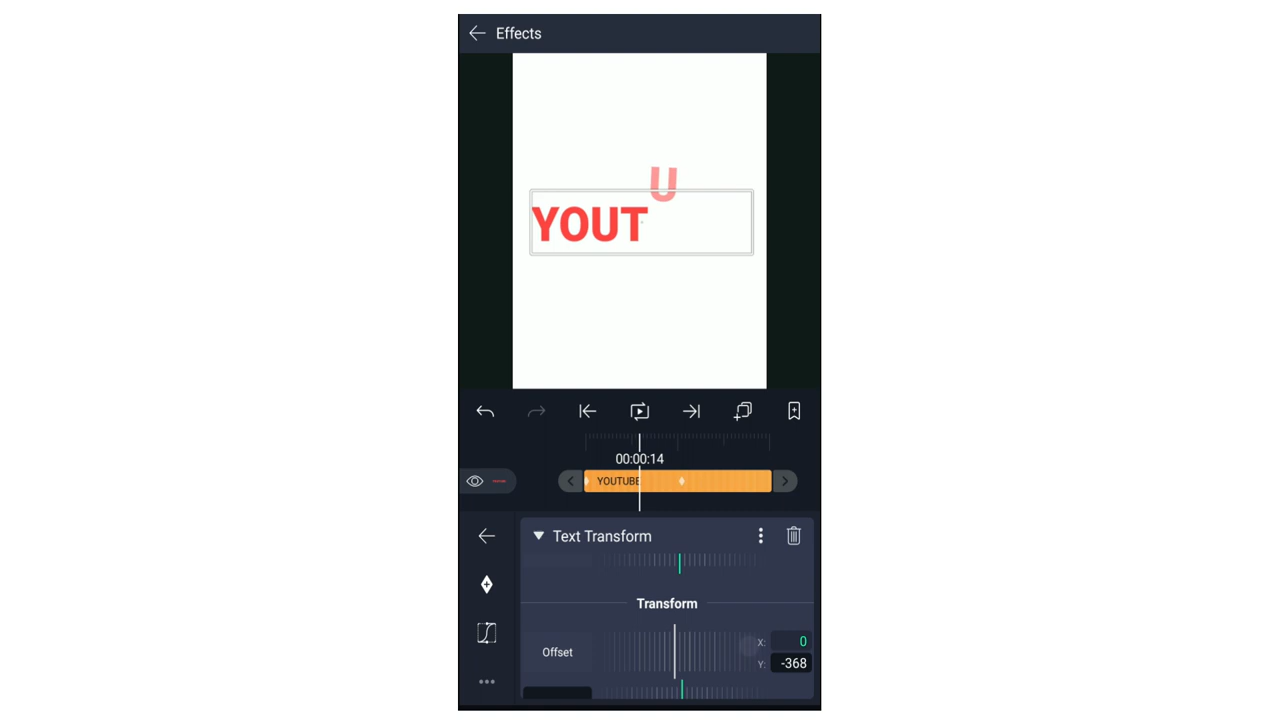 Effects
U
YOUT
00:00:14
YOUTUBE
Text Transform
Transform
Offset
X: 0
Y: -368